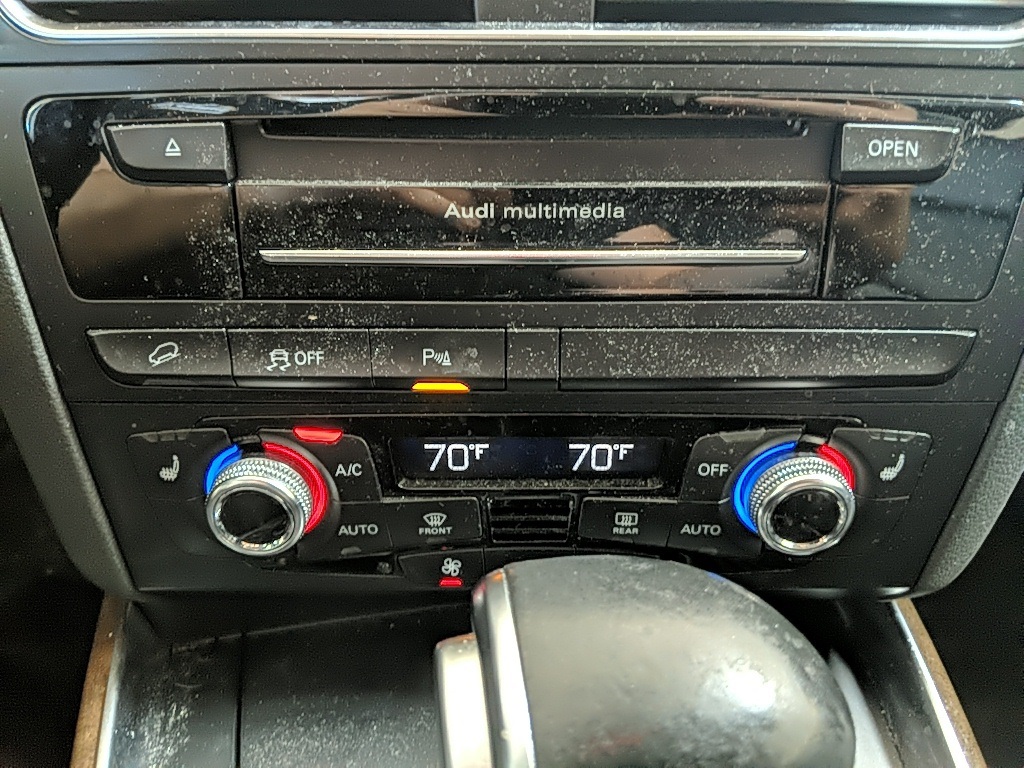 OPEN
Audi multimedia
OFF
P
70°F 70°F
A/C
OFF
AUTO
FRONT
REAR
AUTO